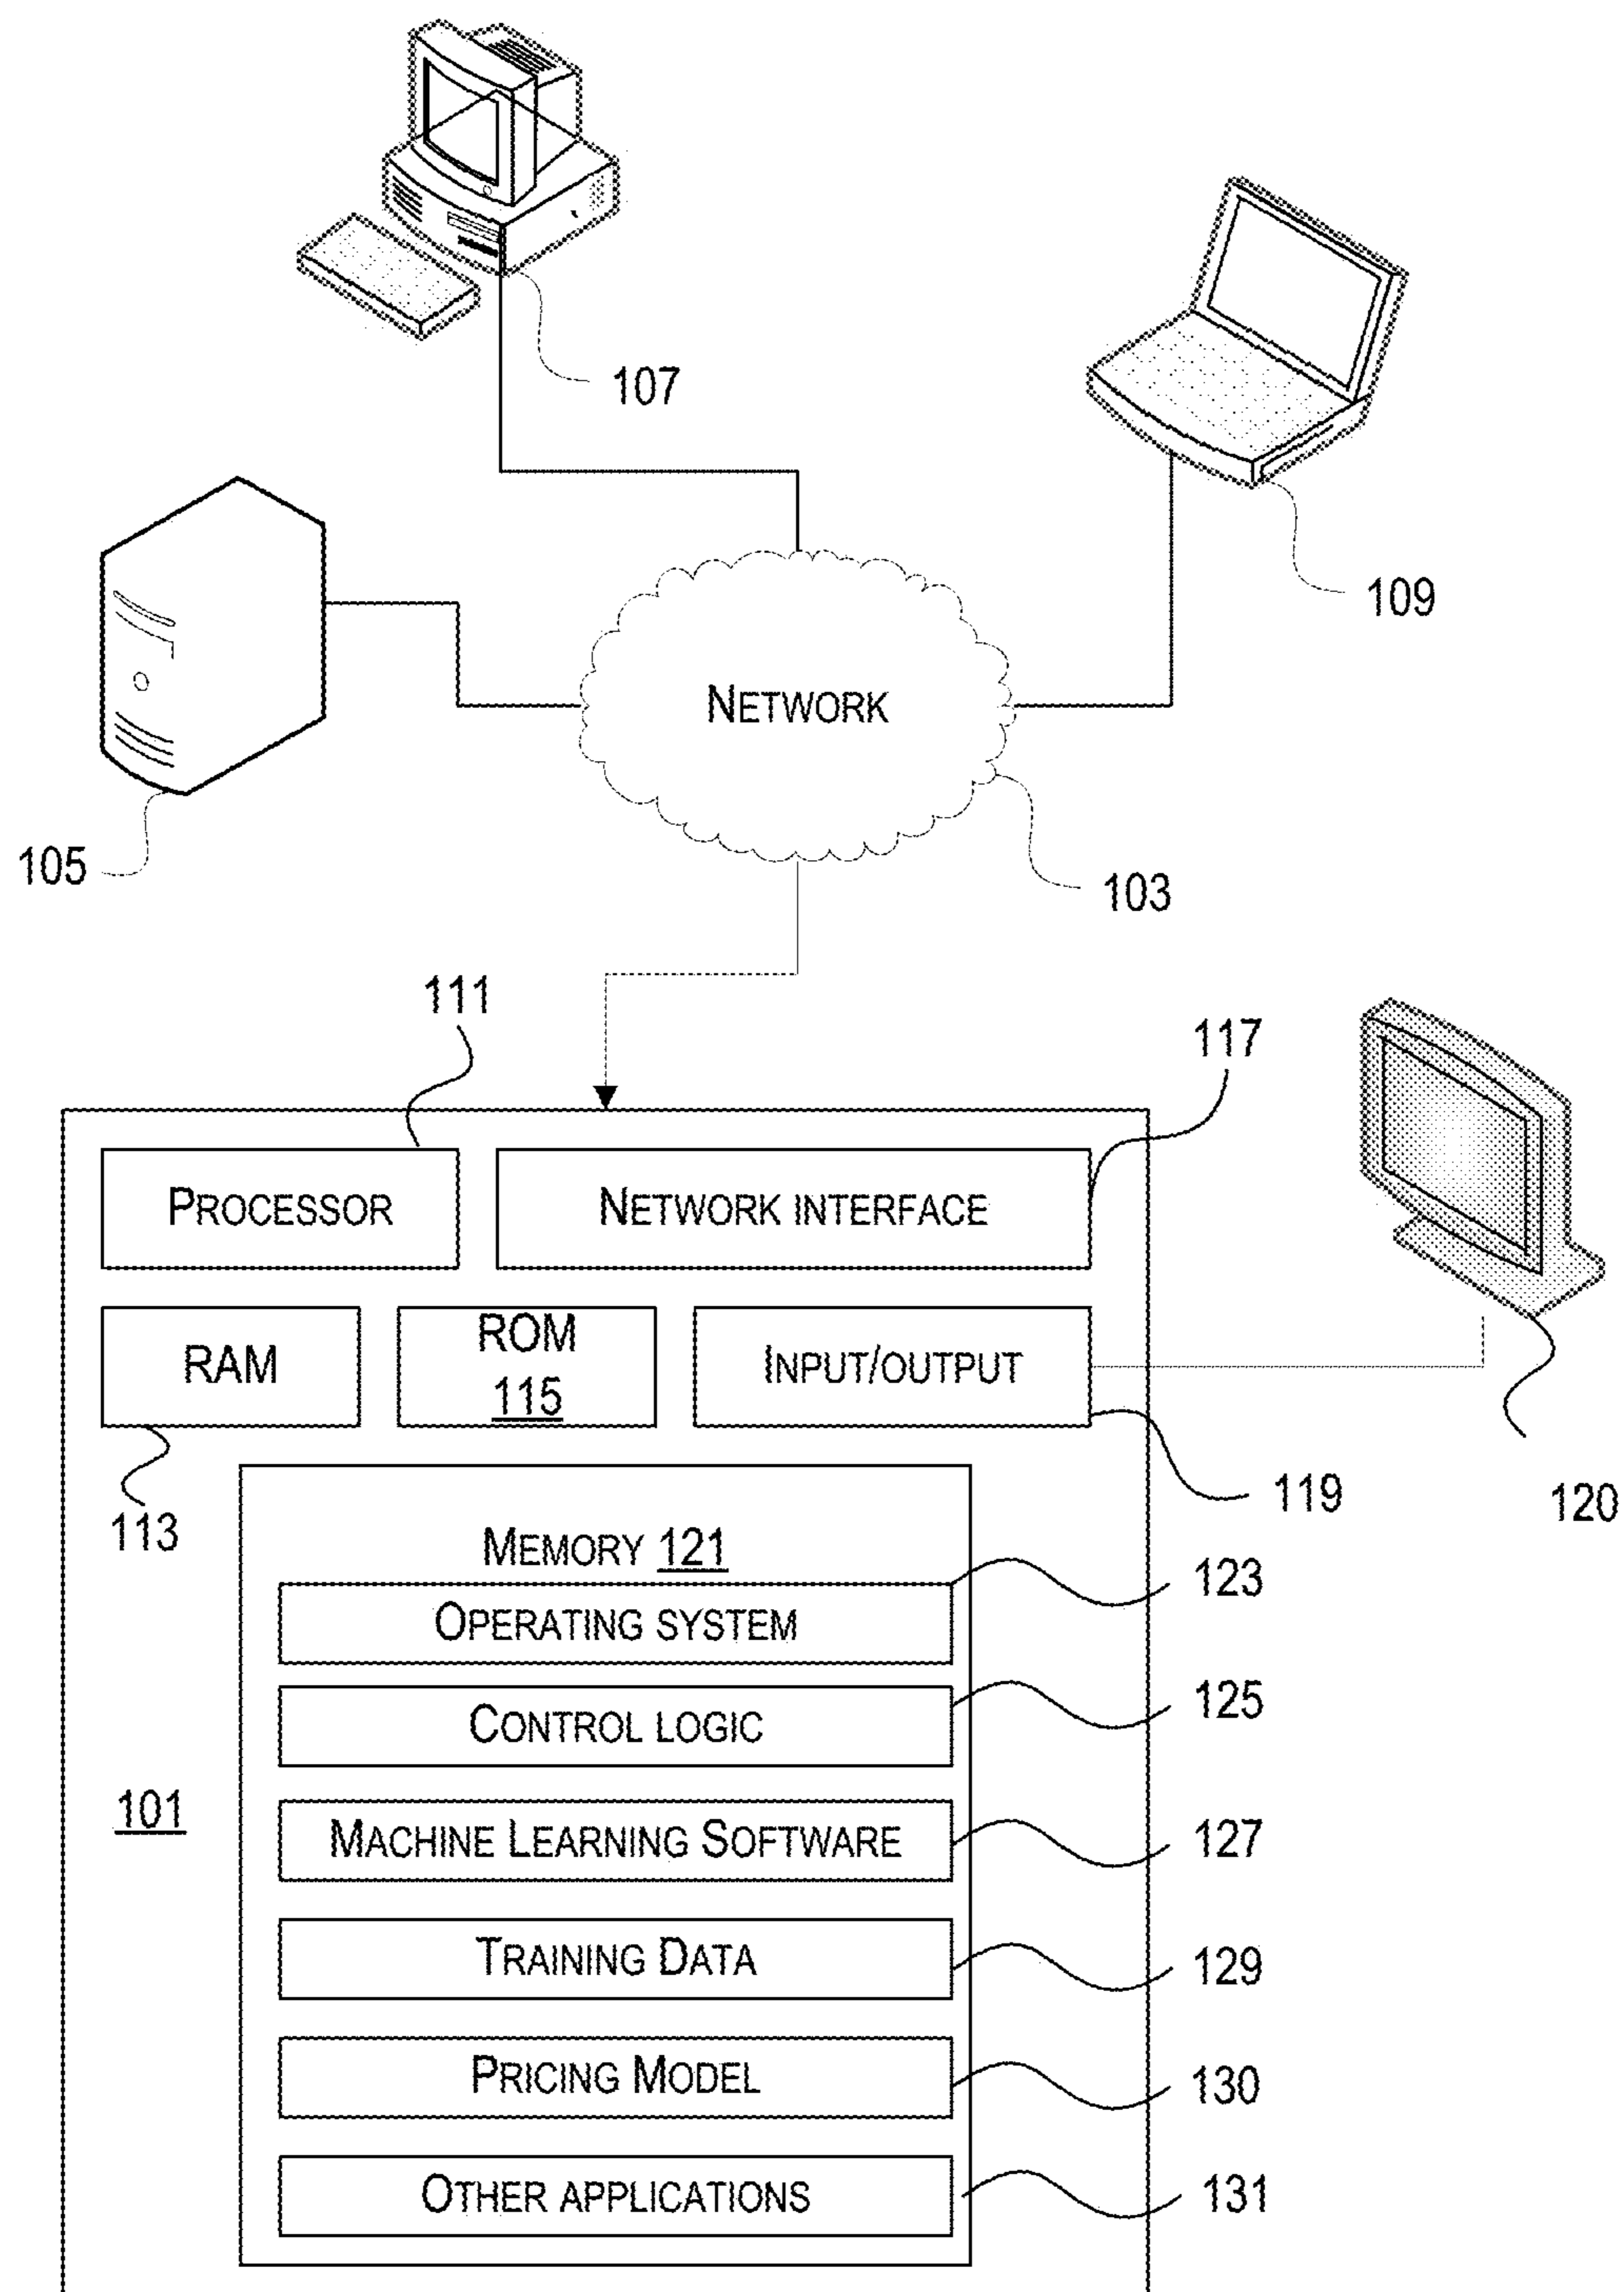 107
109
NETWORK
105
103
111
117
PROCESSOR
NETWORK INTERFACE
RAM
ROM
115
INPUT/OUTPUT
113
119
120
MEMORY 121
123
OPERATING SYSTEM
125
CONTROL LOGIC
101
MACHINE LEARNING SOFTWARE
127
TRAINING DATA
129
PRICING MODEL
130
OTHER APPLICATIONS
131